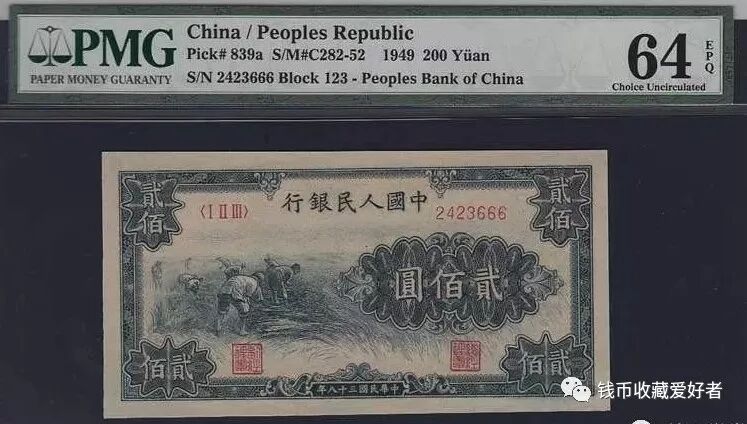 PMG
PAPER MONEY GUARANTY
China / Peoples Republic
Pick# 839a S/M#C282-52 1949 200 Yüan
S/N 2423666 Block 123 - Peoples Bank of China
64 EPQ
Choice Uncirculated
行銀民人國中
〈I II III〉
2423666
貳佰
貳佰
圓佰貳
佰貳
佰貳
年八十三國民華中
钱币收藏爱好者